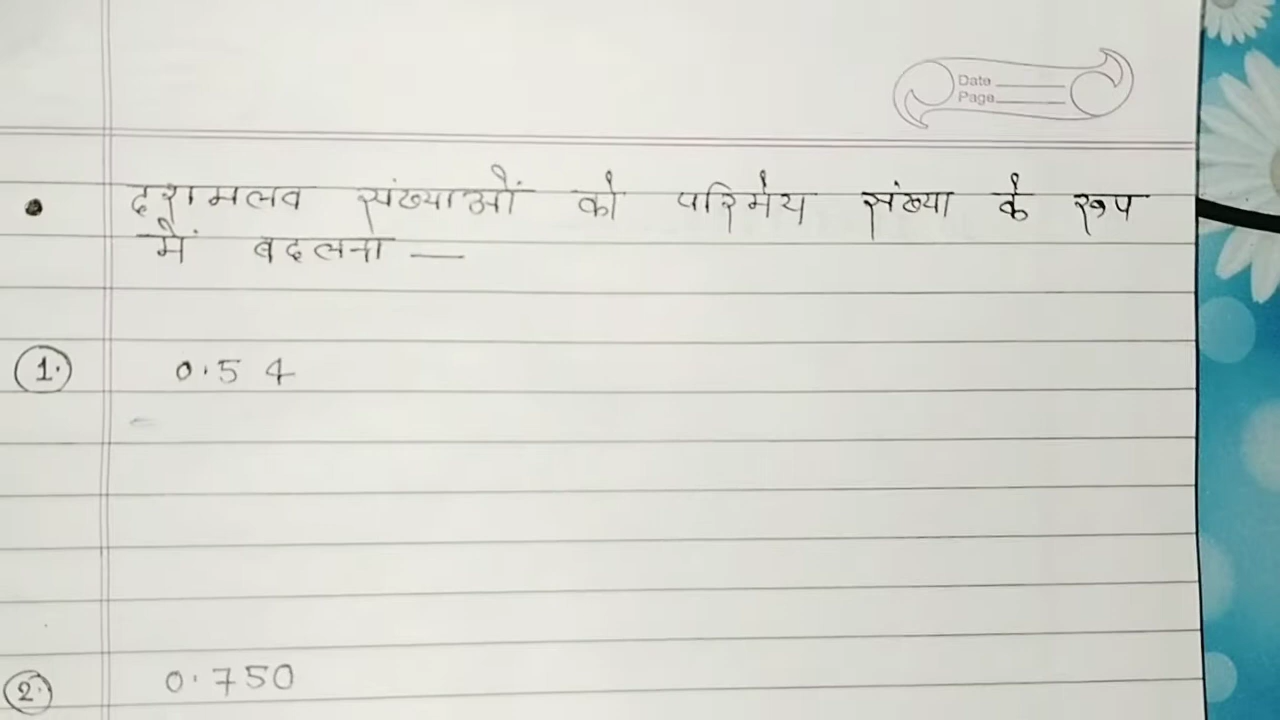 Date
Page
• दशमलव संख्याओं को परिमेय संख्या के रूप
में बदलना —
1. 0.54
2. 0.750